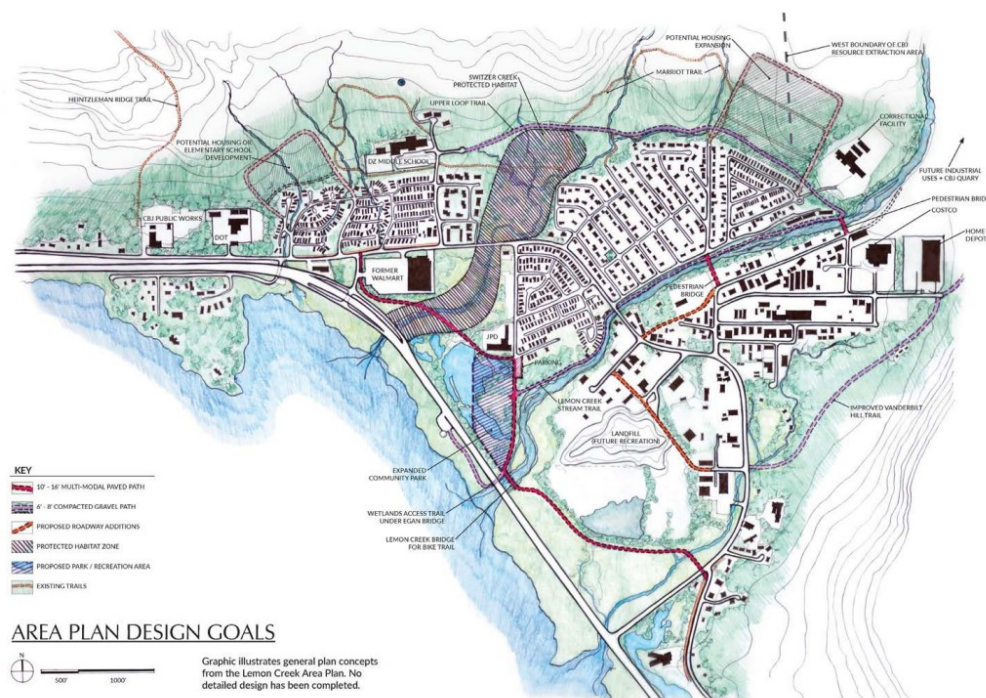 POTENTIAL HOUSING
EXPANSION
WEST BOUNDARY OF CBJ
RESOURCE EXTRACTION AREA
SWITZER CREEK
PROTECTED HABITAT
MARRIOT TRAIL
HEINTZLEMAN RIDGE TRAIL
UPPER LOOP TRAIL
CORRECTIONAL
FACILITY
POTENTIAL HOUSING OR
ELEMENTARY SCHOOL
DEVELOPMENT
DZ MIDDLE SCHOOL
FUTURE INDUSTRIAL
USES + CBJ QUARY
PEDESTRIAN BRID
COSTCO
CBJ PUBLIC WORKS
DOT
HOME
DEPOT
FORMER
WALMART
PEDESTRIAN
BRIDGE
JPD
PARKING
LEMON CREEK
STREAM TRAIL
IMPROVED VANDERBILT
HILL TRAIL
LANDFILL
(FUTURE RECREATION)
EXPANDED
COMMUNITY PARK
WETLANDS ACCESS TRAIL
UNDER EGAN BRIDGE
LEMON CREEK BRIDGE
FOR BIKE TRAIL
KEY
10' - 16' MULTI-MODAL PAVED PATH
6' - 8' COMPACTED GRAVEL PATH
PROPOSED ROADWAY ADDITIONS
PROTECTED HABITAT ZONE
PROPOSED PARK / RECREATION AREA
EXISTING TRAILS
AREA PLAN DESIGN GOALS
N
500'
1000'
Graphic illustrates general plan concepts
from the Lemon Creek Area Plan. No
detailed design has been completed.